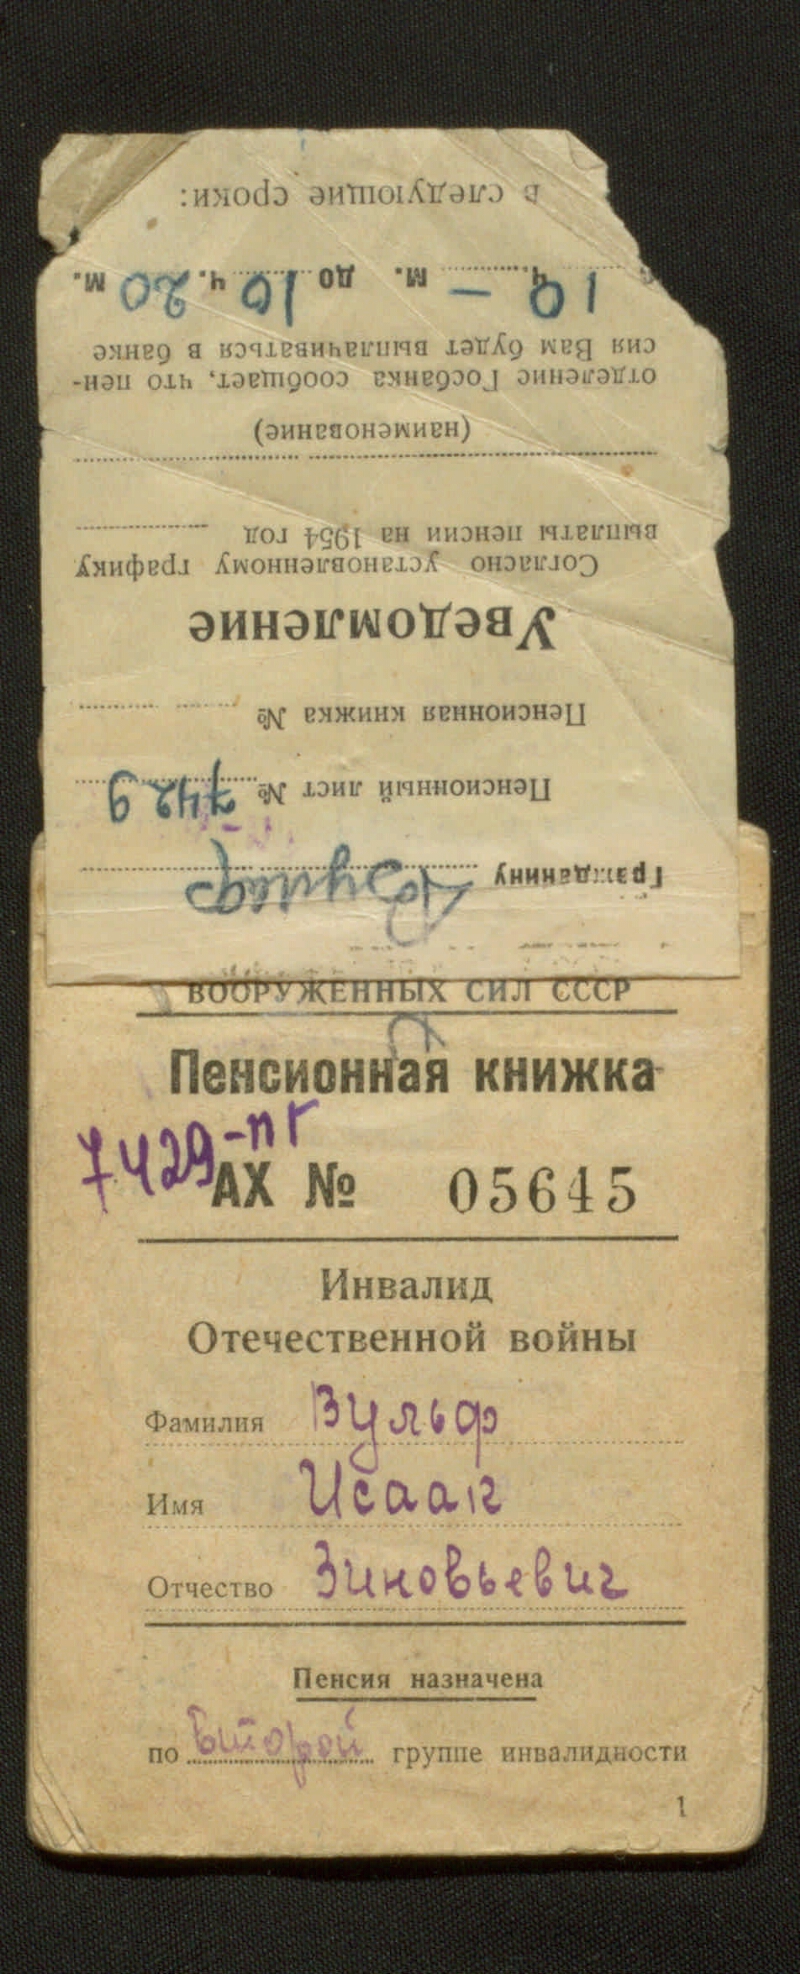 Гражданину
Пенсионный лист № 7429
Пенсионная книжка №
Уведомление
Согласно установленному графику
выплаты пенсии на 1954 год
(наименование)
отделение Госбанка сообщает, что пен-
сия Вам будет выплачиваться в банке
10 ч. — м. до 10 ч. 20 м.
в следующие сроки:
ВООРУЖЕННЫХ СИЛ СССР
Пенсионная книжка
7429-пг
АХ № 05645
Инвалид
Отечественной войны
Фамилия Вульф
Имя Исаак
Отчество Зиновьевич
Пенсия назначена
по второй группе инвалидности
1